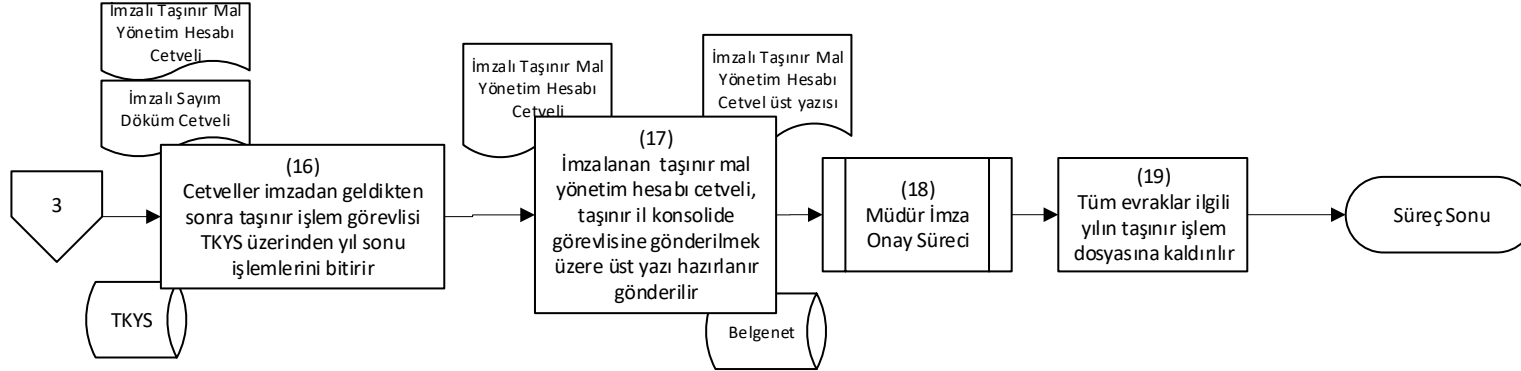 İmzalı Taşınır Mal
Yönetim Hesabı
Cetveli
İmzalı Sayım
Döküm Cetveli
3
(16)
Cetveller imzadan geldikten
sonra taşınır işlem görevlisi
TKYS üzerinden yıl sonu
işlemlerini bitirir
TKYS
İmzalı Taşınır Mal
Yönetim Hesabı
Cetveli
İmzalı Taşınır Mal
Yönetim Hesabı
Cetvel üst yazısı
(17)
İmzalanan taşınır mal
yönetim hesabı cetveli,
taşınır il konsolide
görevlisine gönderilmek
üzere üst yazı hazırlanır
gönderilir
Belgenet
(18)
Müdür İmza
Onay Süreci
(19)
Tüm evraklar ilgili
yılın taşınır işlem
dosyasına kaldırılır
Süreç Sonu